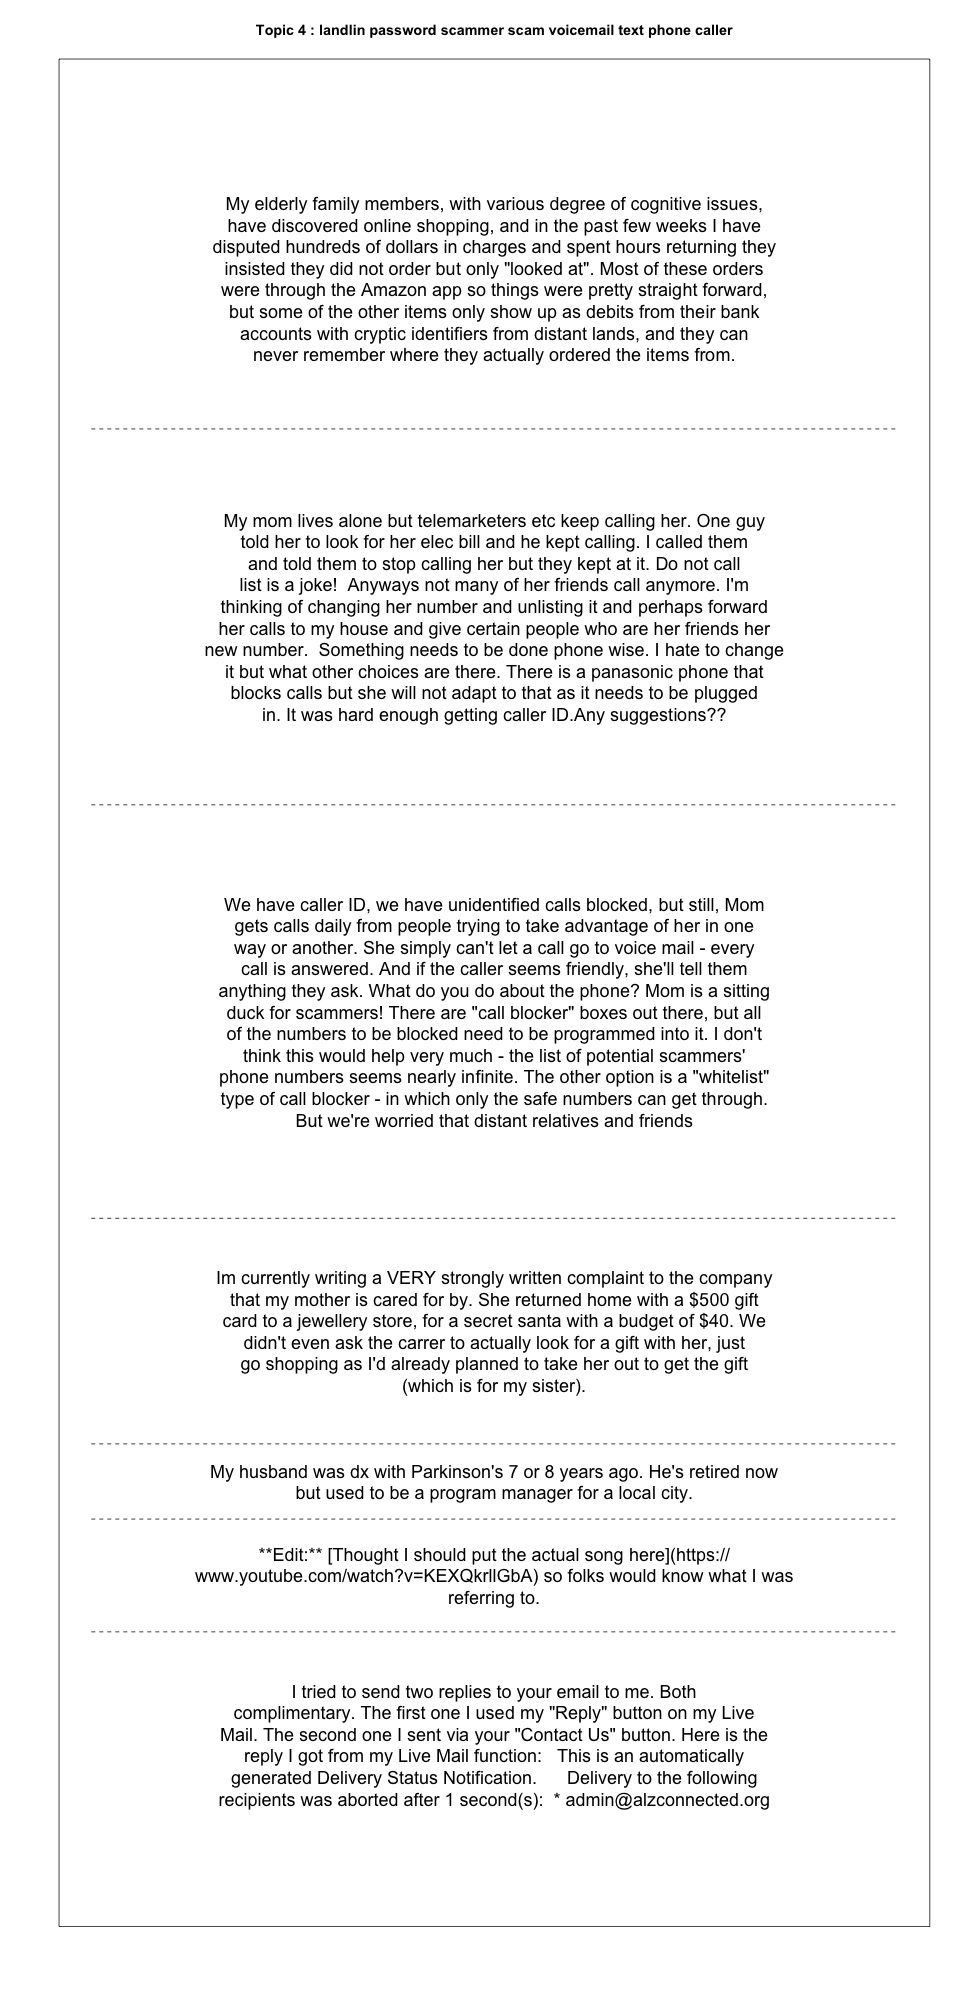 Topic 4 : landlin password scammer scam voicemail text phone caller
My elderly family members, with various degree of cognitive issues,
have discovered online shopping, and in the past few weeks I have
disputed hundreds of dollars in charges and spent hours returning they
insisted they did not order but only "looked at". Most of these orders
were through the Amazon app so things were pretty straight forward,
but some of the other items only show up as debits from their bank
accounts with cryptic identifiers from distant lands, and they can
never remember where they actually ordered the items from.
My mom lives alone but telemarketers etc keep calling her. One guy
told her to look for her elec bill and he kept calling. I called them
and told them to stop calling her but they kept at it. Do not call
list is a joke!  Anyways not many of her friends call anymore. I'm
thinking of changing her number and unlisting it and perhaps forward
her calls to my house and give certain people who are her friends her
new number.  Something needs to be done phone wise. I hate to change
it but what other choices are there. There is a panasonic phone that
blocks calls but she will not adapt to that as it needs to be plugged
in. It was hard enough getting caller ID.Any suggestions??
We have caller ID, we have unidentified calls blocked, but still, Mom
gets calls daily from people trying to take advantage of her in one
way or another. She simply can't let a call go to voice mail - every
call is answered. And if the caller seems friendly, she'll tell them
anything they ask. What do you do about the phone? Mom is a sitting
duck for scammers! There are "call blocker" boxes out there, but all
of the numbers to be blocked need to be programmed into it. I don't
think this would help very much - the list of potential scammers'
phone numbers seems nearly infinite. The other option is a "whitelist"
type of call blocker - in which only the safe numbers can get through.
But we're worried that distant relatives and friends
Im currently writing a VERY strongly written complaint to the company
that my mother is cared for by. She returned home with a $500 gift
card to a jewellery store, for a secret santa with a budget of $40. We
didn't even ask the carrer to actually look for a gift with her, just
go shopping as I'd already planned to take her out to get the gift
(which is for my sister).
My husband was dx with Parkinson's 7 or 8 years ago. He's retired now
but used to be a program manager for a local city.
**Edit:** [Thought I should put the actual song here](https://
www.youtube.com/watch?v=KEXQkrllGbA) so folks would know what I was
referring to.
I tried to send two replies to your email to me. Both
complimentary. The first one I used my "Reply" button on my Live
Mail. The second one I sent via your "Contact Us" button. Here is the
reply I got from my Live Mail function:   This is an automatically
generated Delivery Status Notification.      Delivery to the following
recipients was aborted after 1 second(s):  * admin@alzconnected.org